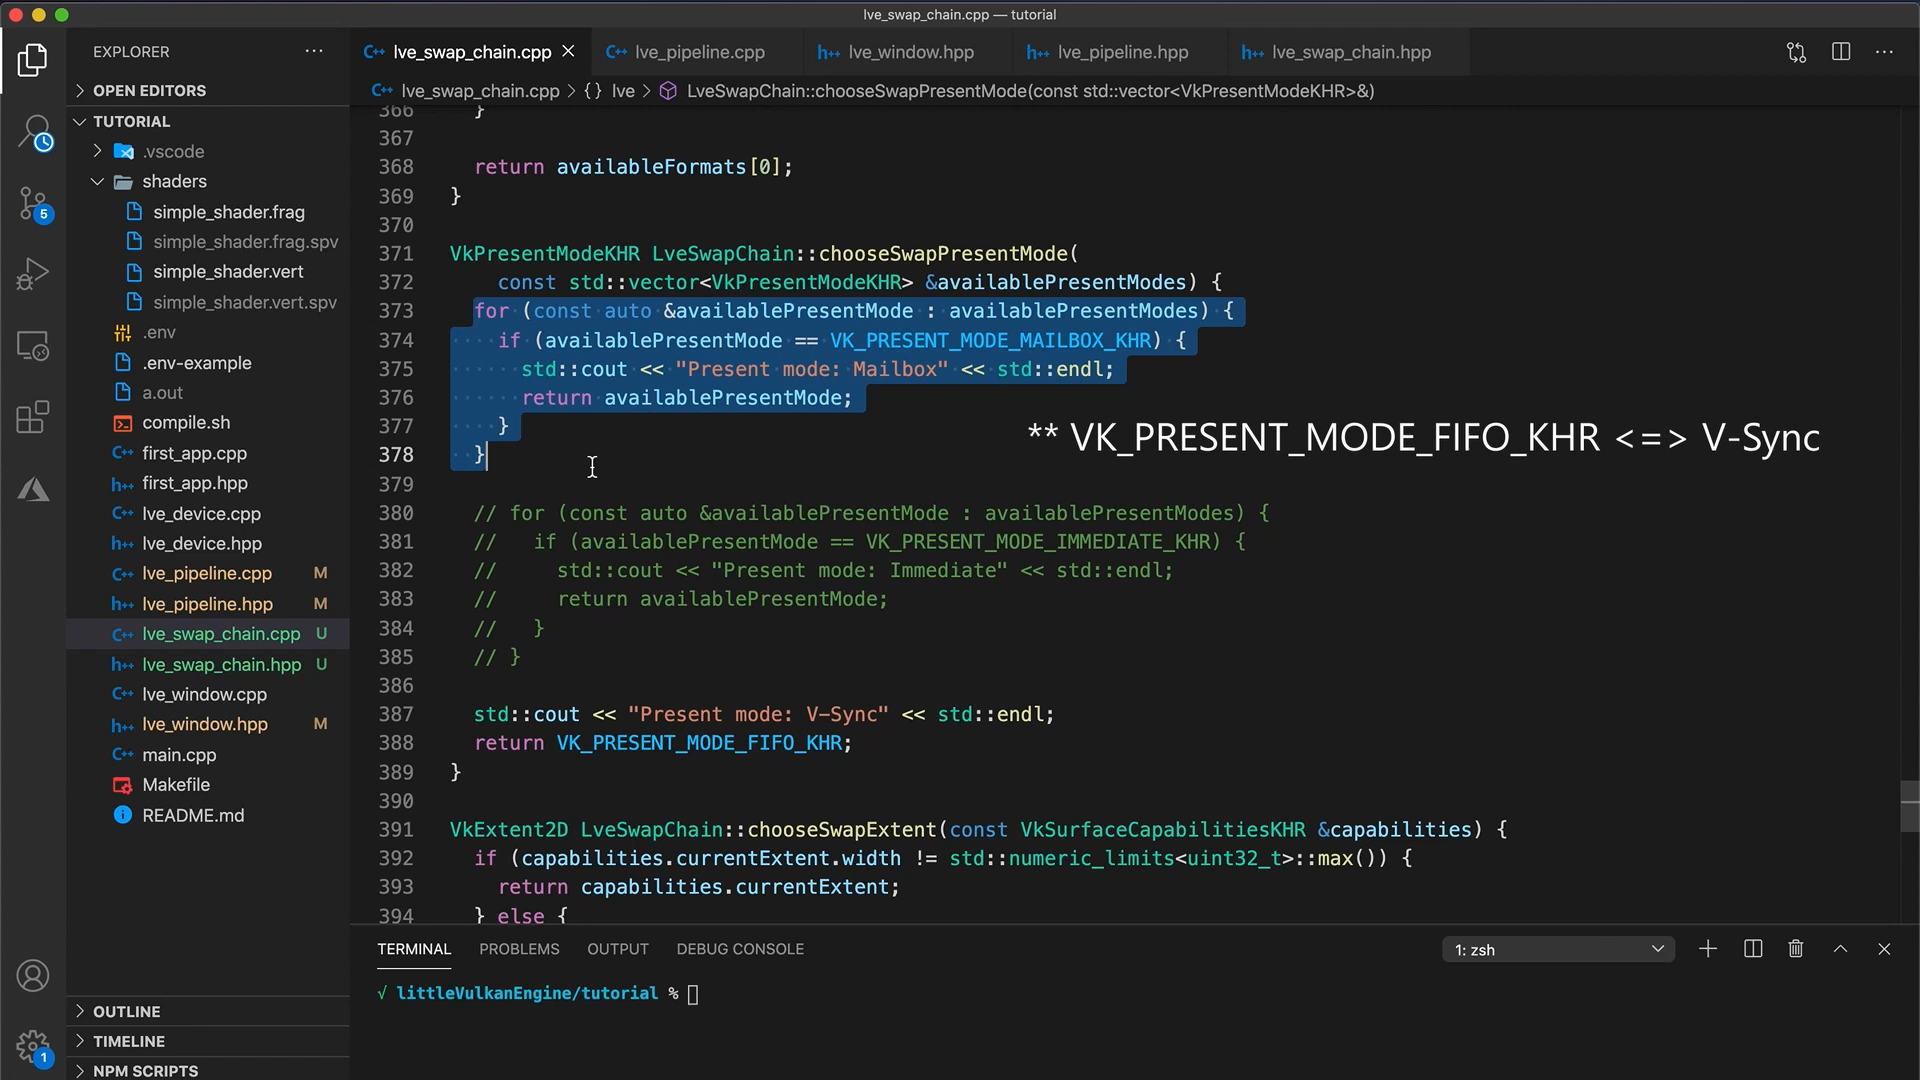 lve_swap_chain.cpp — tutorial
EXPLORER
lve_swap_chain.cpp
lve_pipeline.cpp
lve_window.hpp
lve_pipeline.hpp
lve_swap_chain.hpp
lve_swap_chain.cpp > {} lve > LveSwapChain::chooseSwapPresentMode(const std::vector<VkPresentModeKHR>&)
OPEN EDITORS
TUTORIAL
.vscode
shaders
simple_shader.frag
simple_shader.frag.spv
simple_shader.vert
simple_shader.vert.spv
.env
.env-example
a.out
compile.sh
first_app.cpp
first_app.hpp
lve_device.cpp
lve_device.hpp
lve_pipeline.cpp M
lve_pipeline.hpp M
lve_swap_chain.cpp U
lve_swap_chain.hpp U
lve_window.cpp
lve_window.hpp M
main.cpp
Makefile
README.md
OUTLINE
TIMELINE
NPM SCRIPTS
5
1
366 }
367
368 return availableFormats[0];
369 }
370
371 VkPresentModeKHR LveSwapChain::chooseSwapPresentMode(
372 const std::vector<VkPresentModeKHR> &availablePresentModes) {
373 for (const auto &availablePresentMode : availablePresentModes) {
374 if (availablePresentMode == VK_PRESENT_MODE_MAILBOX_KHR) {
375 std::cout << "Present mode: Mailbox" << std::endl;
376 return availablePresentMode;
377 }
378 }
** VK_PRESENT_MODE_FIFO_KHR <=> V-Sync
379
380 // for (const auto &availablePresentMode : availablePresentModes) {
381 // if (availablePresentMode == VK_PRESENT_MODE_IMMEDIATE_KHR) {
382 // std::cout << "Present mode: Immediate" << std::endl;
383 // return availablePresentMode;
384 // }
385 // }
386
387 std::cout << "Present mode: V-Sync" << std::endl;
388 return VK_PRESENT_MODE_FIFO_KHR;
389 }
390
391 VkExtent2D LveSwapChain::chooseSwapExtent(const VkSurfaceCapabilitiesKHR &capabilities) {
392 if (capabilities.currentExtent.width != std::numeric_limits<uint32_t>::max()) {
393 return capabilities.currentExtent;
394 } else {
TERMINAL PROBLEMS OUTPUT DEBUG CONSOLE
1: zsh
√ littleVulkanEngine/tutorial %